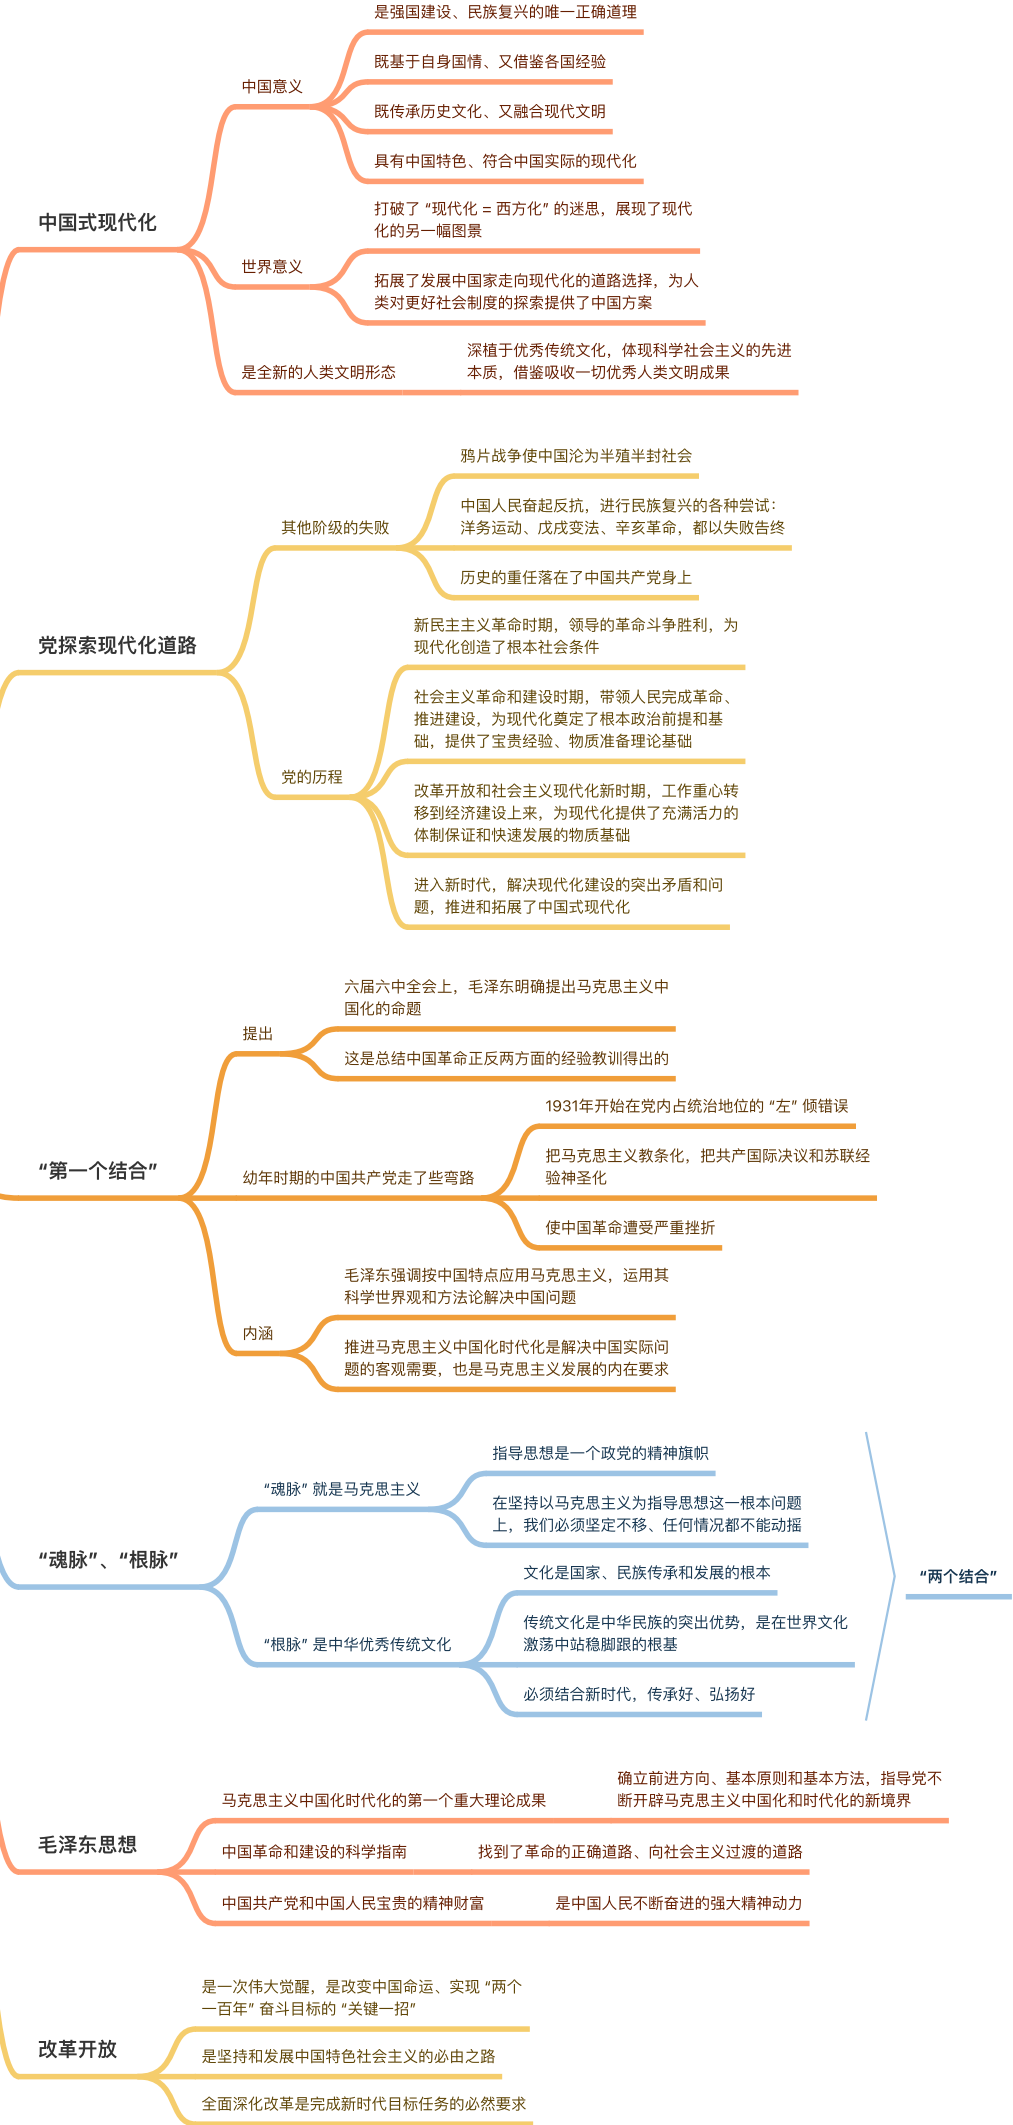 是强国建设、民族复兴的唯一正确道理
既基于自身国情、又借鉴各国经验
中国意义
既传承历史文化、又融合现代文明
具有中国特色、符合中国实际的现代化
中国式现代化
打破了 “现代化 = 西方化” 的迷思，展现了现代
化的另一幅图景
世界意义
拓展了发展中国家走向现代化的道路选择，为人
类对更好社会制度的探索提供了中国方案
是全新的人类文明形态
深植于优秀传统文化，体现科学社会主义的先进
本质，借鉴吸收一切优秀人类文明成果
鸦片战争使中国沦为半殖半封社会
其他阶级的失败
中国人民奋起反抗，进行民族复兴的各种尝试：
洋务运动、戊戌变法、辛亥革命，都以失败告终
历史的重任落在了中国共产党身上
党探索现代化道路
新民主主义革命时期，领导的革命斗争胜利，为
现代化创造了根本社会条件
社会主义革命和建设时期，带领人民完成革命、
推进建设，为现代化奠定了根本政治前提和基
础，提供了宝贵经验、物质准备理论基础
党的历程
改革开放和社会主义现代化新时期，工作重心转
移到经济建设上来，为现代化提供了充满活力的
体制保证和快速发展的物质基础
进入新时代，解决现代化建设的突出矛盾和问
题，推进和拓展了中国式现代化
六届六中全会上，毛泽东明确提出马克思主义中
国化的命题
提出
这是总结中国革命正反两方面的经验教训得出的
“第一个结合”
1931年开始在党内占统治地位的 “左” 倾错误
幼年时期的中国共产党走了些弯路
把马克思主义教条化，把共产国际决议和苏联经
验神圣化
使中国革命遭受严重挫折
毛泽东强调按中国特点应用马克思主义，运用其
科学世界观和方法论解决中国问题
内涵
推进马克思主义中国化时代化是解决中国实际问
题的客观需要，也是马克思主义发展的内在要求
指导思想是一个政党的精神旗帜
“魂脉” 就是马克思主义
在坚持以马克思主义为指导思想这一根本问题
上，我们必须坚定不移、任何情况都不能动摇
“魂脉”、“根脉”
文化是国家、民族传承和发展的根本
“根脉” 是中华优秀传统文化
传统文化是中华民族的突出优势，是在世界文化
激荡中站稳脚跟的根基
必须结合新时代，传承好、弘扬好
“两个结合”
马克思主义中国化时代化的第一个重大理论成果
确立前进方向、基本原则和基本方法，指导党不
断开辟马克思主义中国化和时代化的新境界
毛泽东思想
中国革命和建设的科学指南
找到了革命的正确道路、向社会主义过渡的道路
中国共产党和中国人民宝贵的精神财富
是中国人民不断奋进的强大精神动力
是一次伟大觉醒，是改变中国命运、实现 “两个
一百年” 奋斗目标的 “关键一招”
改革开放
是坚持和发展中国特色社会主义的必由之路
全面深化改革是完成新时代目标任务的必然要求